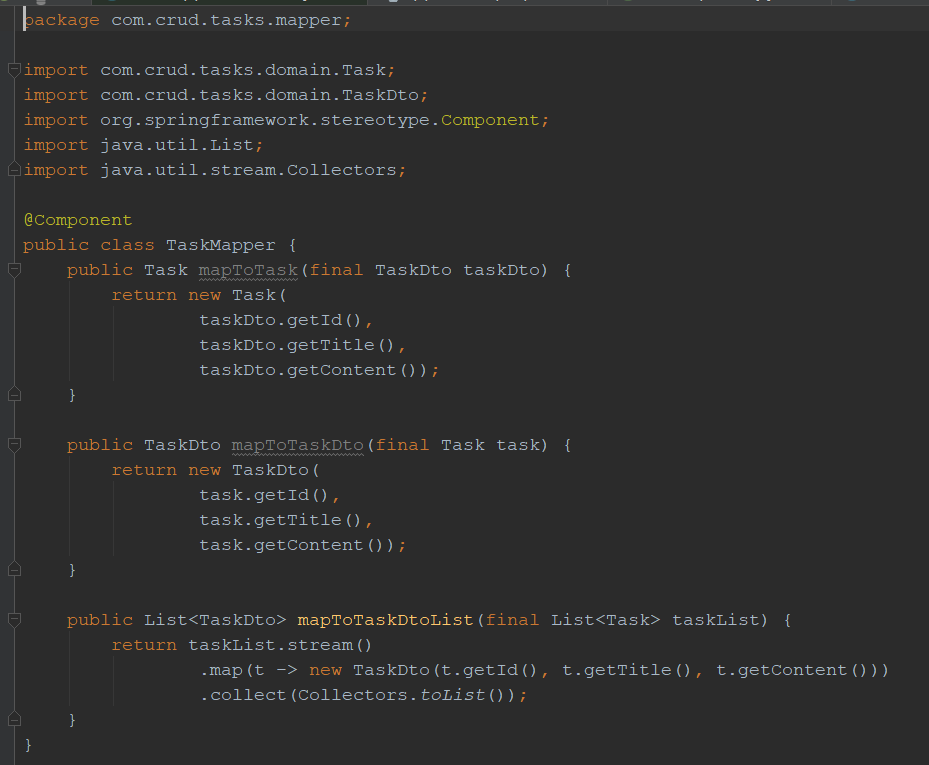 package com.crud.tasks.mapper;
import com.crud.tasks.domain.Task;
import com.crud.tasks.domain.TaskDto;
import org.springframework.stereotype.Component;
import java.util.List;
import java.util.stream.Collectors;
@Component
public class TaskMapper {
public Task mapToTask(final TaskDto taskDto) {
return new Task(
taskDto.getId(),
taskDto.getTitle(),
taskDto.getContent());
}
public TaskDto mapToTaskDto(final Task task) {
return new TaskDto(
task.getId(),
task.getTitle(),
task.getContent());
}
public List<TaskDto> mapToTaskDtoList(final List<Task> taskList) {
return taskList.stream()
.map(t -> new TaskDto(t.getId(), t.getTitle(), t.getContent()))
.collect(Collectors.toList());
}
}